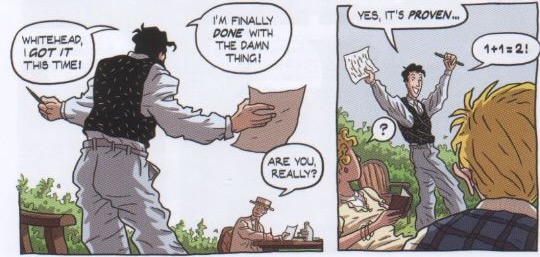 WHITEHEAD,
I GOT IT
THIS TIME!
I'M FINALLY
DONE WITH
THE DAMN
THING!
ARE YOU,
REALLY?
YES, IT'S PROVEN...
1+1=2!
?